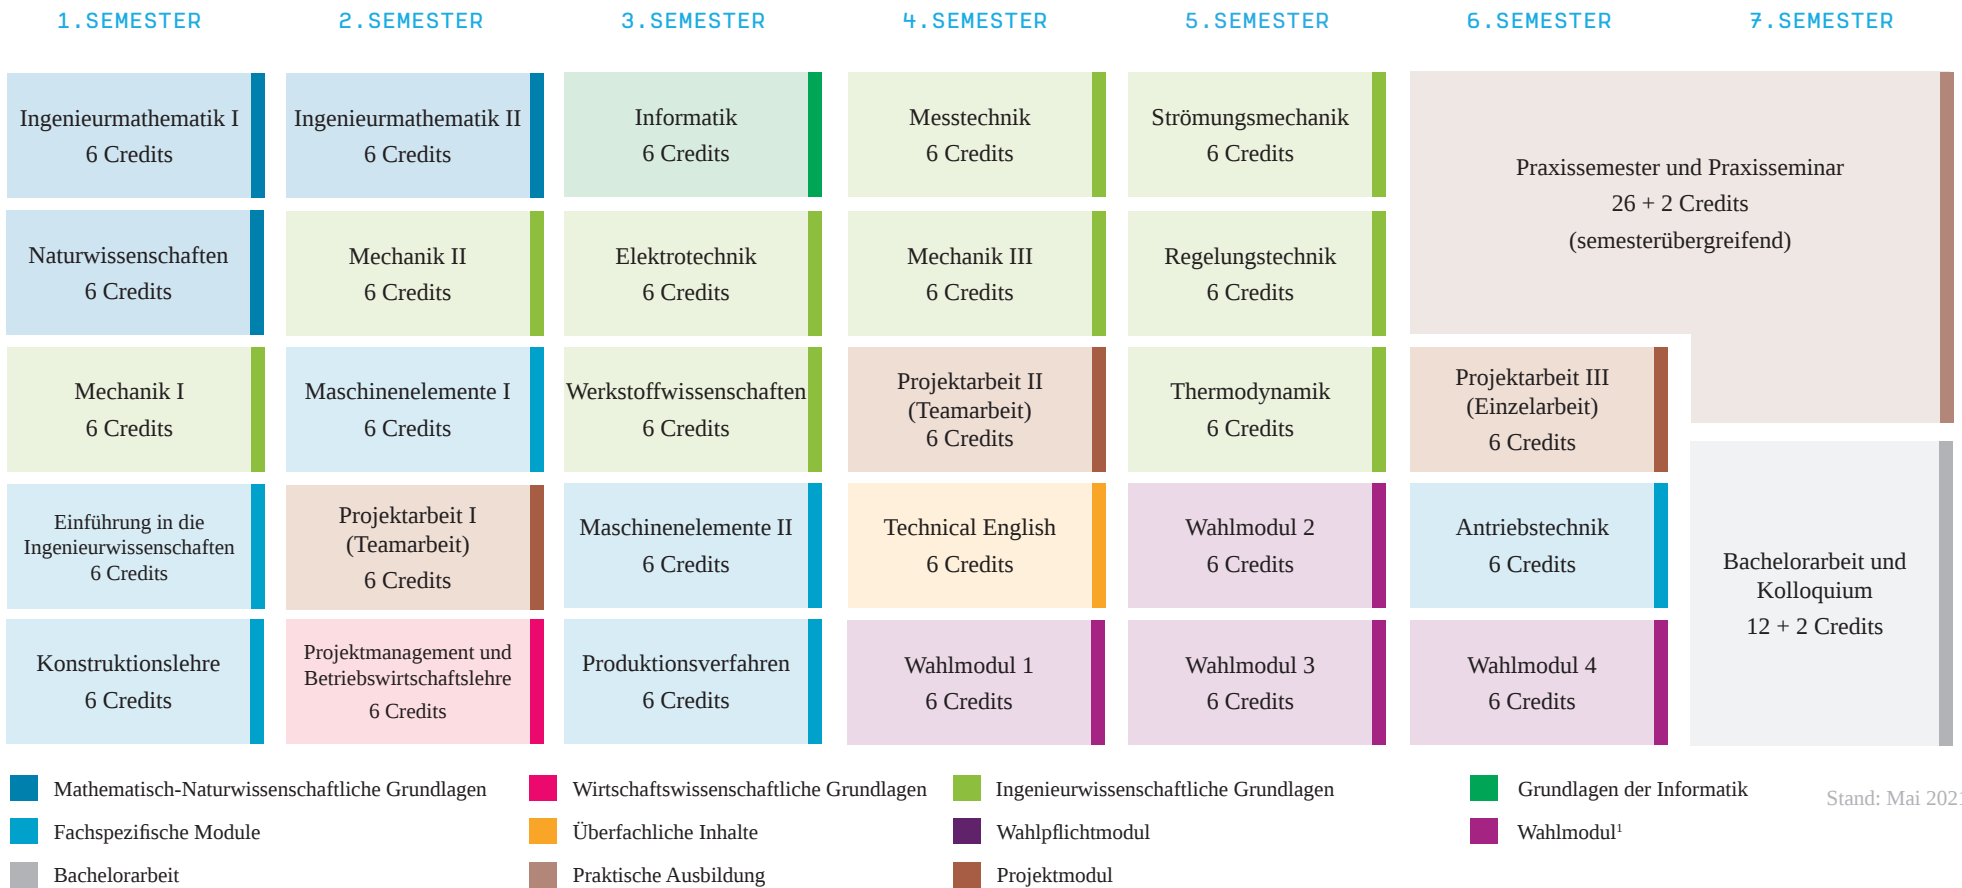 1.SEMESTER
2.SEMESTER
3.SEMESTER
4.SEMESTER
5.SEMESTER
6.SEMESTER
7.SEMESTER
Ingenieurmathematik I
6 Credits
Ingenieurmathematik II
6 Credits
Informatik
6 Credits
Messtechnik
6 Credits
Strömungsmechanik
6 Credits
Praxissemester und Praxisseminar
26 + 2 Credits
(semesterübergreifend)
Naturwissenschaften
6 Credits
Mechanik II
6 Credits
Elektrotechnik
6 Credits
Mechanik III
6 Credits
Regelungstechnik
6 Credits
Mechanik I
6 Credits
Maschinenelemente I
6 Credits
Werkstoffwissenschaften
6 Credits
Projektarbeit II
(Teamarbeit)
6 Credits
Thermodynamik
6 Credits
Projektarbeit III
(Einzelarbeit)
6 Credits
Einführung in die
Ingenieurwissenschaften
6 Credits
Projektarbeit I
(Teamarbeit)
6 Credits
Maschinenelemente II
6 Credits
Technical English
6 Credits
Wahlmodul 2
6 Credits
Antriebstechnik
6 Credits
Bachelorarbeit und
Kolloquium
12 + 2 Credits
Konstruktionslehre
6 Credits
Projektmanagement und
Betriebswirtschaftslehre
6 Credits
Produktionsverfahren
6 Credits
Wahlmodul 1
6 Credits
Wahlmodul 3
6 Credits
Wahlmodul 4
6 Credits
Mathematisch-Naturwissenschaftliche Grundlagen
Wirtschaftswissenschaftliche Grundlagen
Ingenieurwissenschaftliche Grundlagen
Grundlagen der Informatik
Stand: Mai 2021
Fachspezifische Module
Überfachliche Inhalte
Wahlpflichtmodul
Wahlmodul¹
Bachelorarbeit
Praktische Ausbildung
Projektmodul